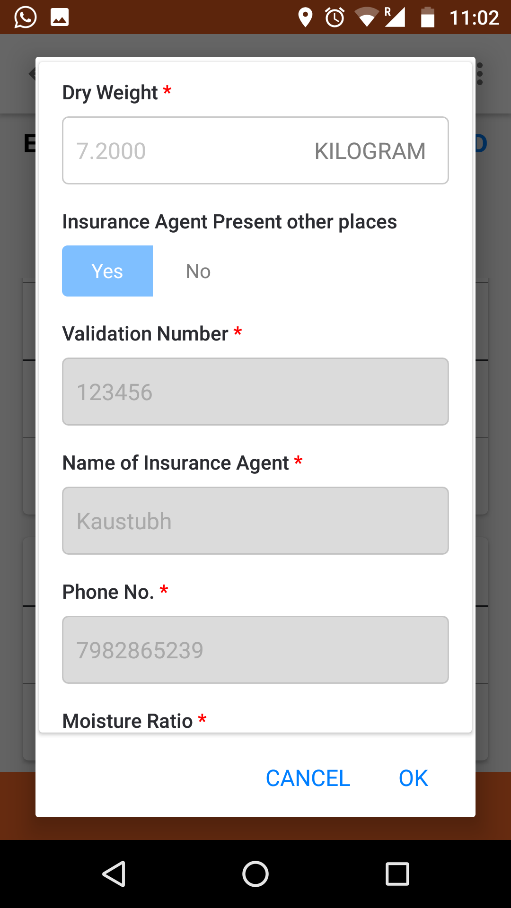 R
11:02
E
D
Dry Weight *
7.2000 KILOGRAM
Insurance Agent Present other places
Yes No
Validation Number *
123456
Name of Insurance Agent *
Kaustubh
Phone No. *
7982865239
Moisture Ratio *
CANCEL OK